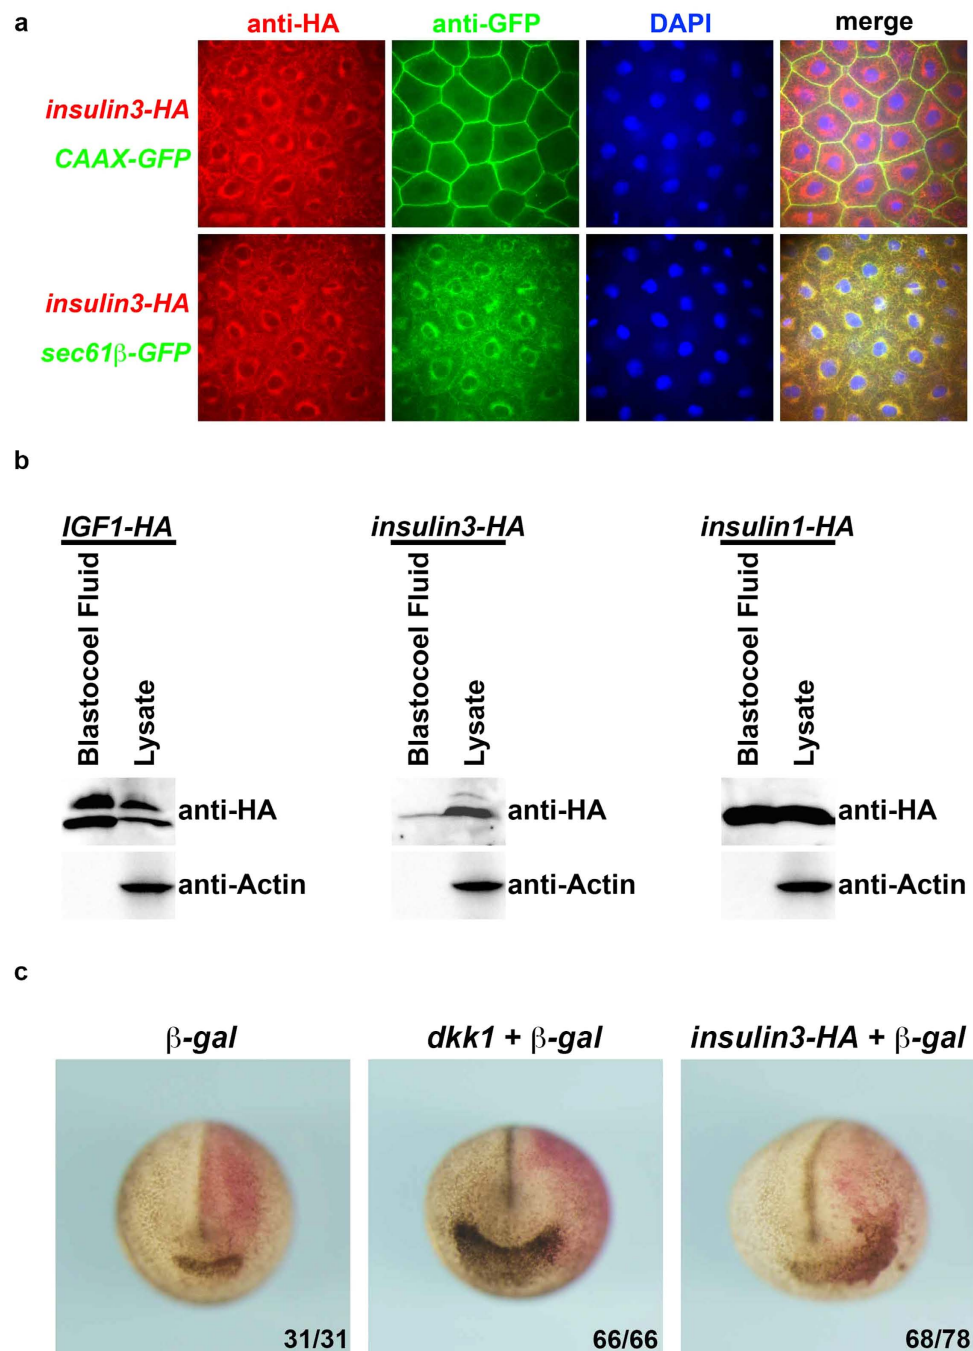 a
anti-HA anti-GFP DAPI merge
insulin3-HA
CAAX-GFP
insulin3-HA
sec61β-GFP
b
IGF1-HA insulin3-HA insulin1-HA
Blastocoel Fluid Lysate Blastocoel Fluid Lysate Blastocoel Fluid Lysate
anti-HA anti-HA anti-HA
anti-Actin anti-Actin anti-Actin
c
β-gal dkk1 + β-gal insulin3-HA + β-gal
31/31 66/66 68/78